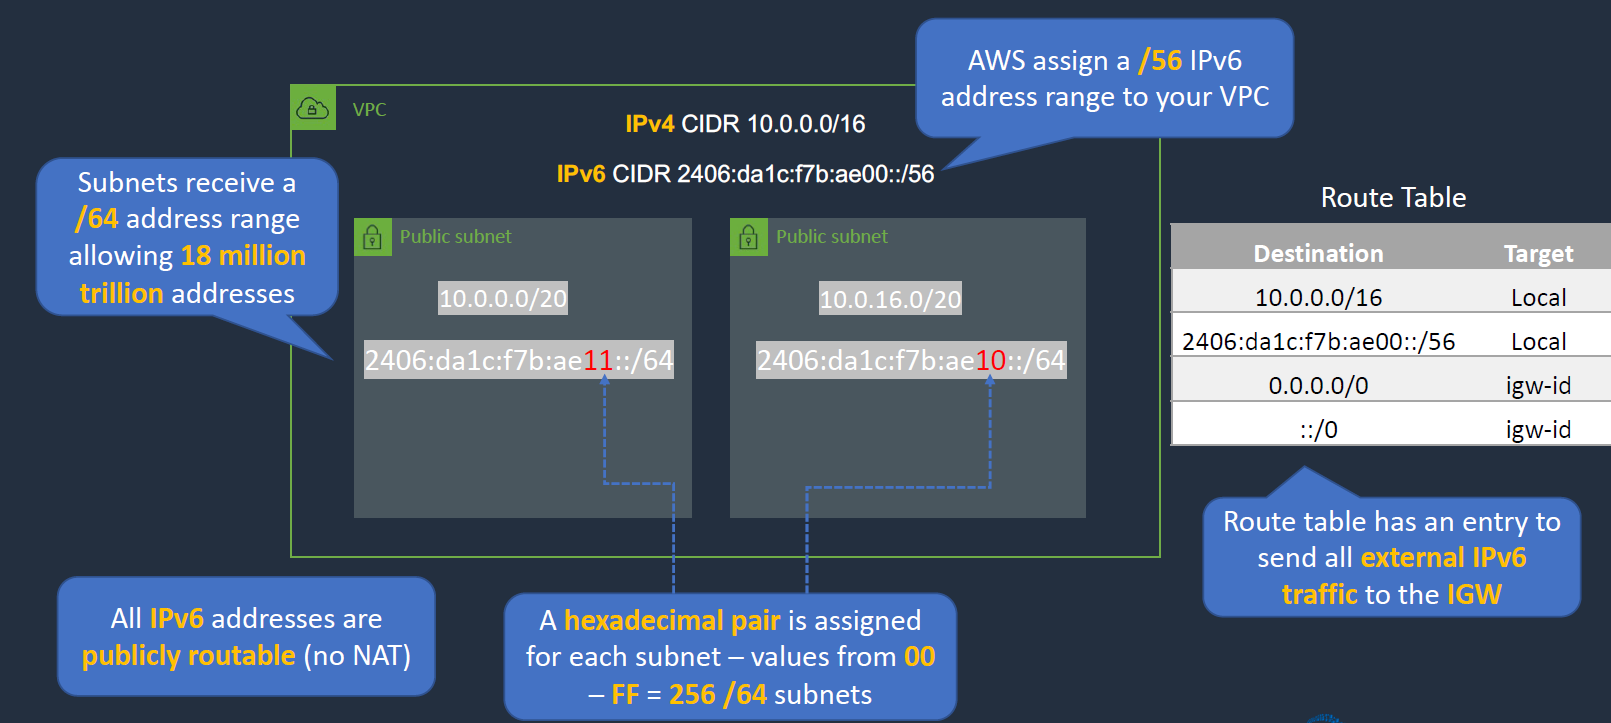 AWS assign a /56 IPv6
address range to your VPC
VPC
IPv4 CIDR 10.0.0.0/16
IPv6 CIDR 2406:da1c:f7b:ae00::/56
Subnets receive a
/64 address range
allowing 18 million
trillion addresses
Public subnet
10.0.0.0/20
2406:da1c:f7b:ae11::/64
Public subnet
10.0.16.0/20
2406:da1c:f7b:ae10::/64
Route Table
Destination Target
10.0.0.0/16 Local
2406:da1c:f7b:ae00::/56 Local
0.0.0.0/0 igw-id
::/0 igw-id
Route table has an entry to
send all external IPv6
traffic to the IGW
All IPv6 addresses are
publicly routable (no NAT)
A hexadecimal pair is assigned
for each subnet – values from 00
– FF = 256 /64 subnets